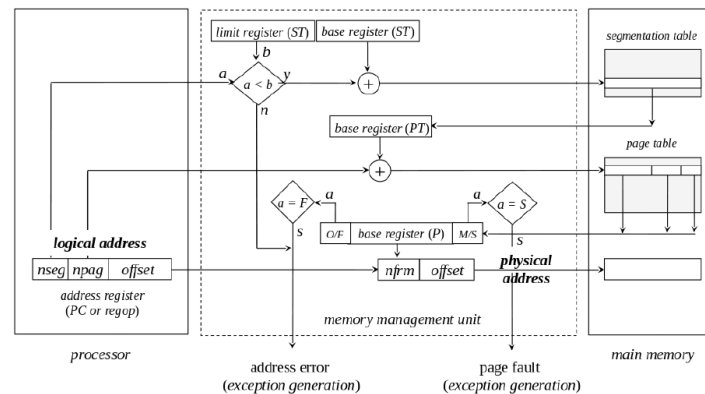 limit register (ST)
base register (ST)
segmentation table
b
a
a < b
y
+
n
base register (PT)
page table
+
a
a
a = F
a = S
s
O/F
base register (P)
M/S
s
logical address
physical
address
nseg
npag
offset
nfrm
offset
address register
(PC or regop)
memory management unit
processor
main memory
address error
(exception generation)
page fault
(exception generation)